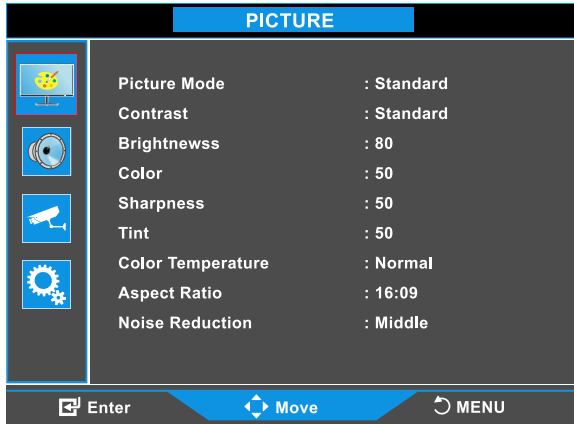 PICTURE
Picture Mode : Standard
Contrast : Standard
Brightnewss : 80
Color : 50
Sharpness : 50
Tint : 50
Color Temperature : Normal
Aspect Ratio : 16:09
Noise Reduction : Middle
Enter Move MENU